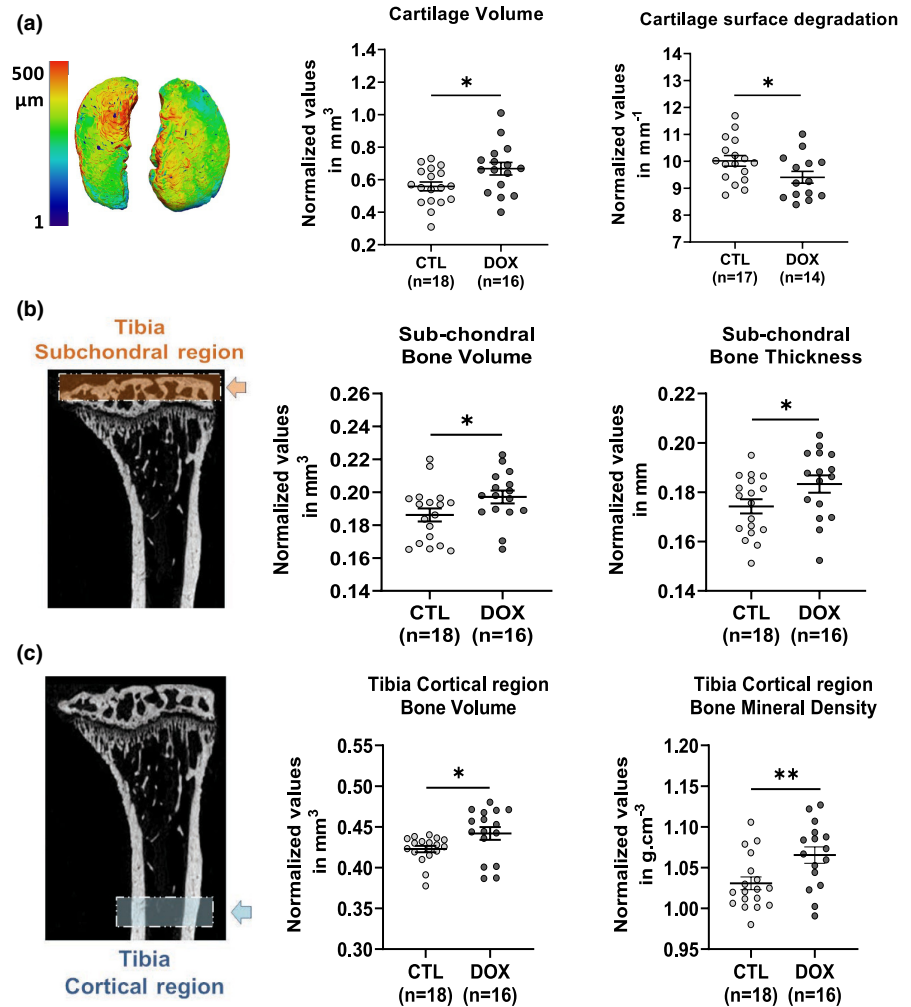 (a)
500
μm
1
Cartilage Volume
Normalized values
in mm³
1.4
1.2
1.0
0.8
0.6
0.4
0.2
*
CTL
(n=18)
DOX
(n=16)
Cartilage surface degradation
Normalized values
in mm⁻¹
13
12
11
10
9
8
7
*
CTL
(n=17)
DOX
(n=14)
(b)
Tibia
Subchondral region
Sub-chondral
Bone Volume
Normalized values
in mm³
0.26
0.24
0.22
0.20
0.18
0.16
0.14
*
CTL
(n=18)
DOX
(n=16)
Sub-chondral
Bone Thickness
Normalized values
in mm
0.22
0.20
0.18
0.16
0.14
*
CTL
(n=18)
DOX
(n=16)
(c)
Tibia
Cortical region
Tibia Cortical region
Bone Volume
Normalized values
in mm³
0.55
0.50
0.45
0.40
0.35
0.30
*
CTL
(n=18)
DOX
(n=16)
Tibia Cortical region
Bone Mineral Density
Normalized values
in g.cm⁻³
1.20
1.15
1.10
1.05
1.00
0.95
**
CTL
(n=18)
DOX
(n=16)